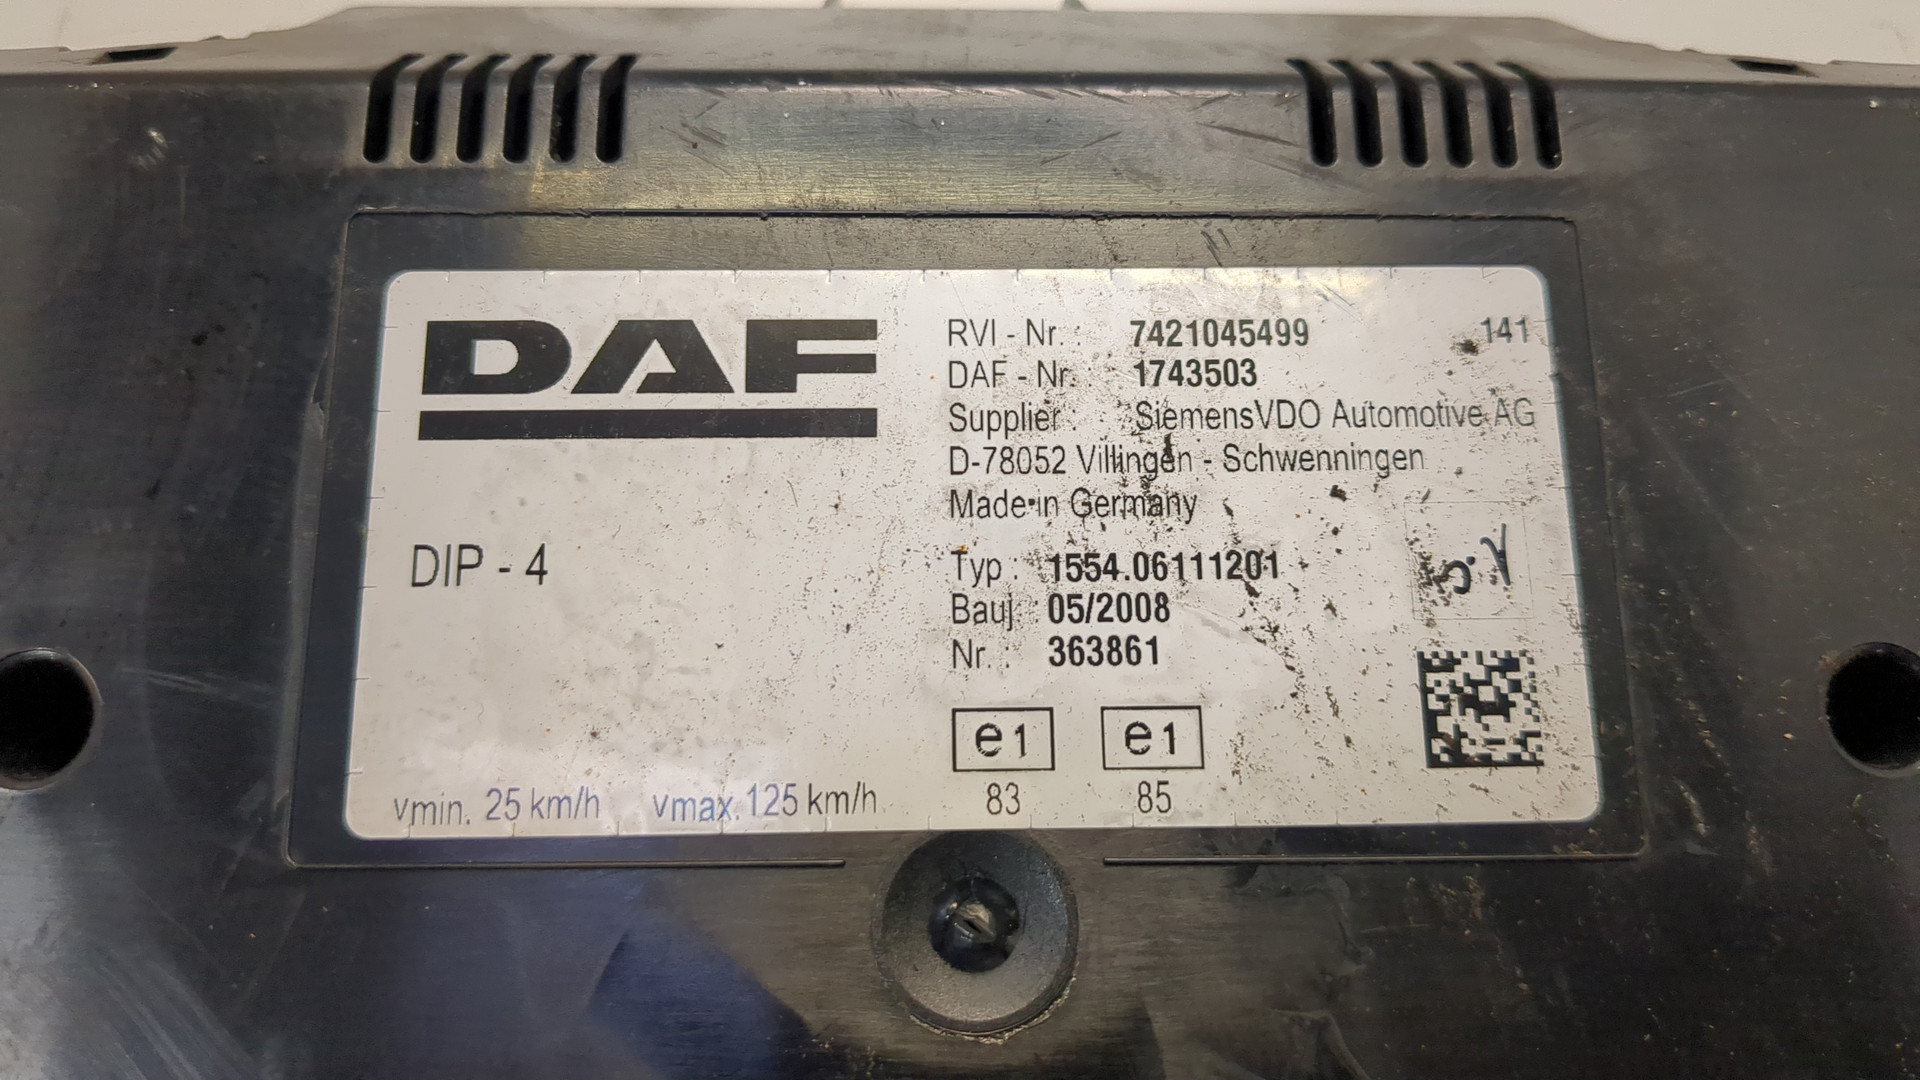 DAF
RVI - Nr. : 7421045499 141
DAF - Nr. : 1743503
Supplier : SiemensVDO Automotive AG
D-78052 Villingen - Schwenningen
Made in Germany
DIP - 4
Typ : 1554.06111201
Bauj. 05/2008
Nr. : 363861
e1 e1
83 85
vmin. 25 km/h vmax. 125 km/h